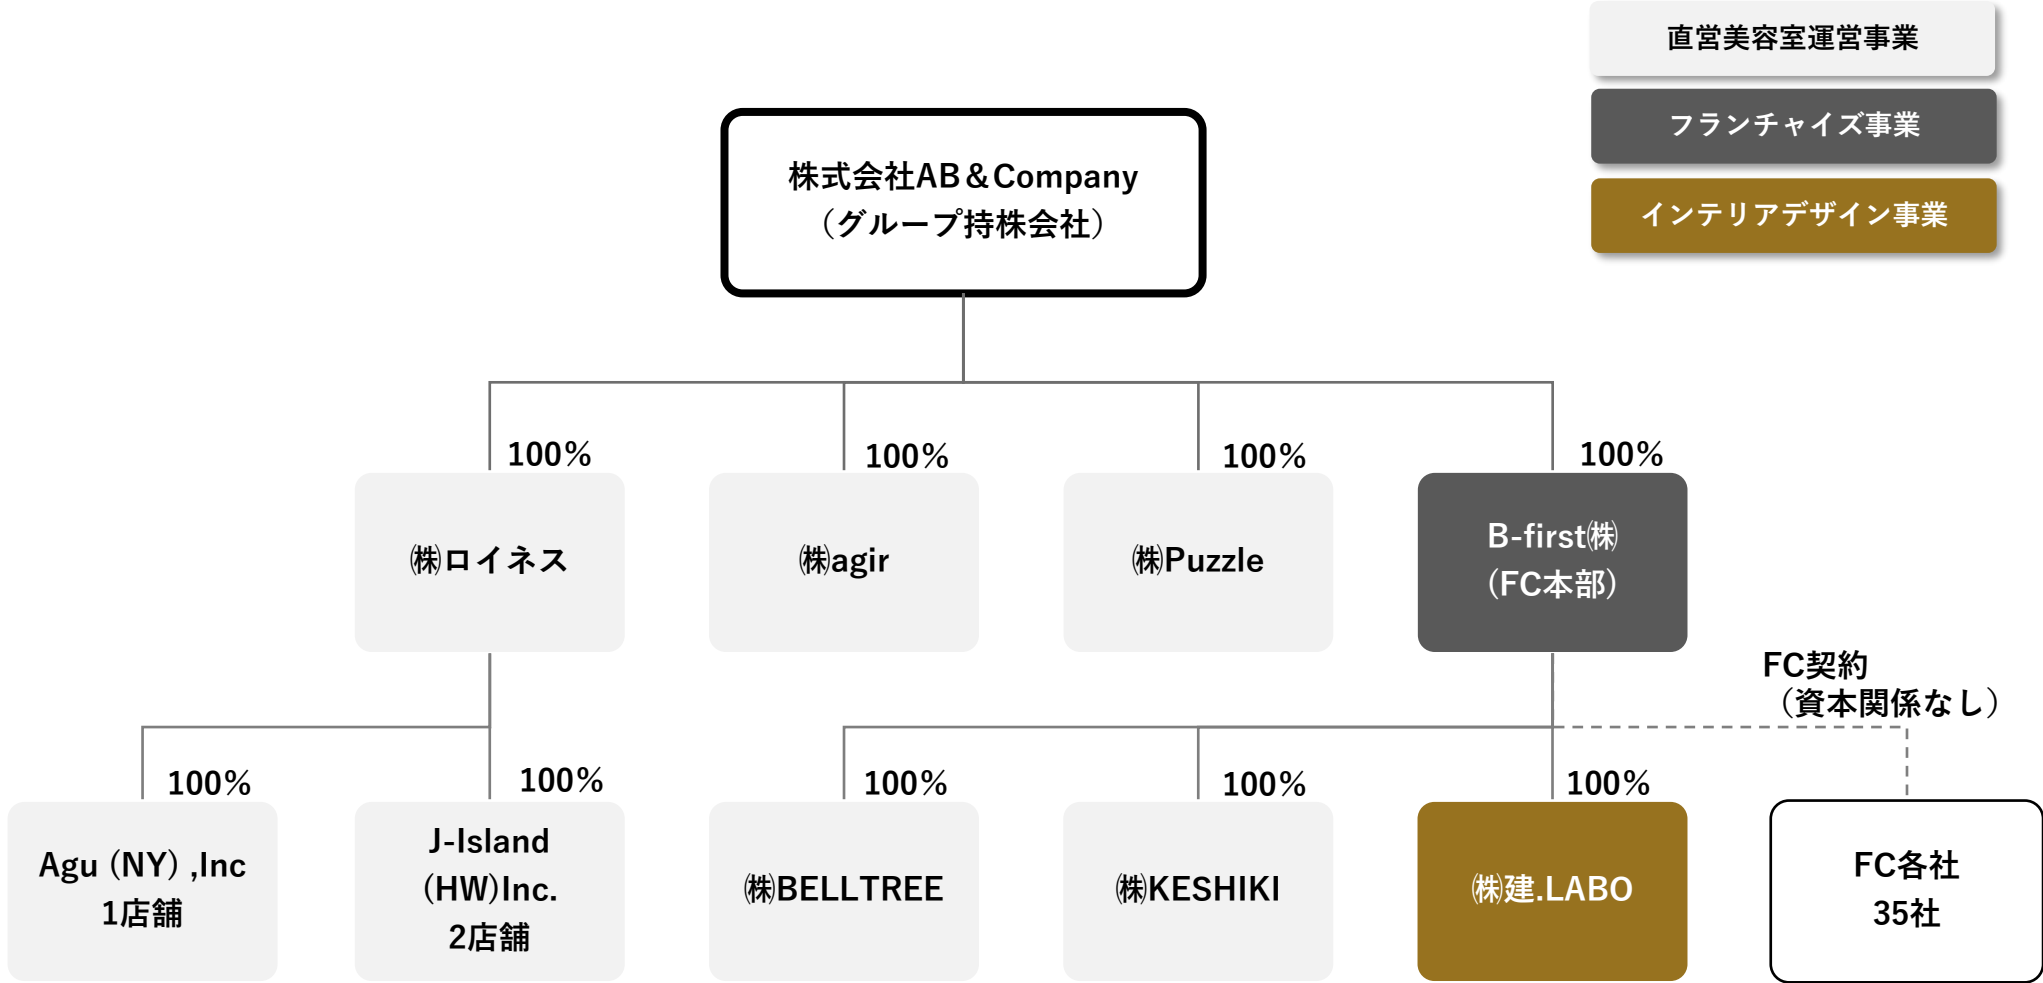 直営美容室運営事業
フランチャイズ事業
インテリアデザイン事業
株式会社AB＆Company
（グループ持株会社）
100%
100%
100%
100%
㈱ロイネス
㈱agir
㈱Puzzle
B-first㈱
（FC本部）
FC契約
（資本関係なし）
100%
100%
100%
100%
100%
Agu（NY）,Inc
1店舗
J-Island
(HW)Inc.
2店舗
㈱BELLTREE
㈱KESHIKI
㈱建.LABO
FC各社
35社